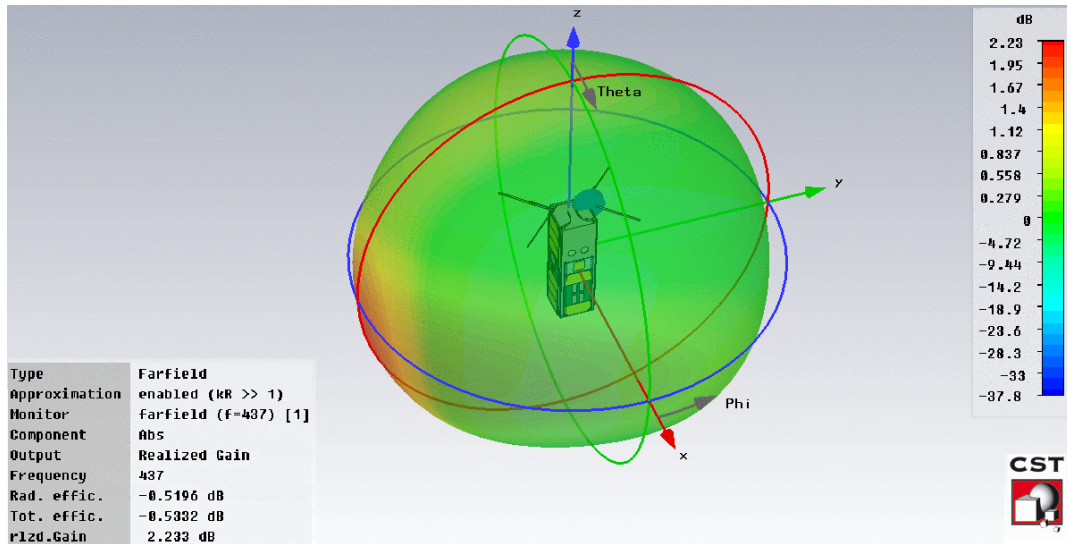 z
dB
2.23
1.95
1.67
1.4
1.12
0.837
0.558
0.279
0
-4.72
-9.44
-14.2
-18.9
-23.6
-28.3
-33
-37.8
Theta
y
Phi
x
Type Farfield
Approximation enabled (kR >> 1)
Monitor farfield (f=437) [1]
Component Abs
Output Realized Gain
Frequency 437
Rad. effic. -0.5196 dB
Tot. effic. -0.5332 dB
rlzd.Gain 2.233 dB
CST